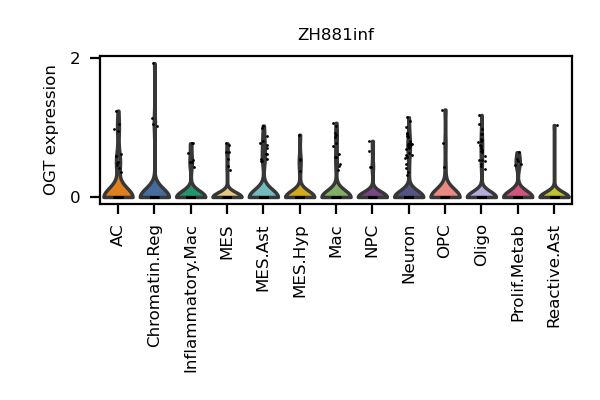 ZH881inf
OGT expression
2
0
AC
Chromatin.Reg
Inflammatory.Mac
MES
MES.Ast
MES.Hyp
Mac
NPC
Neuron
OPC
Oligo
Prolif.Metab
Reactive.Ast